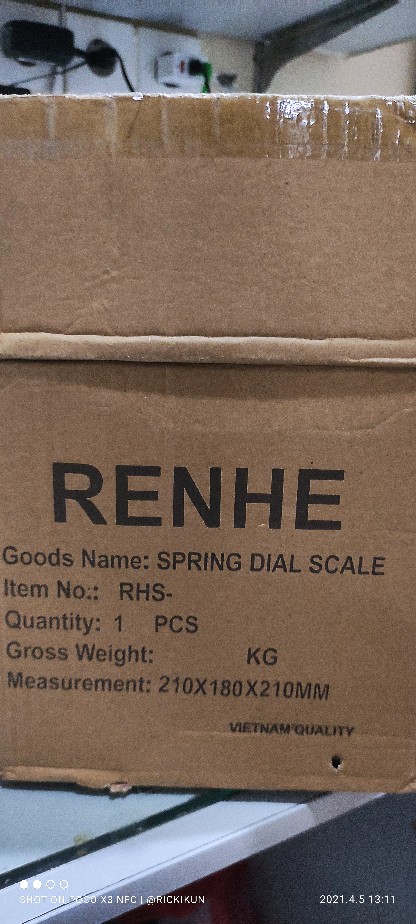 RENHE
Goods Name: SPRING DIAL SCALE
Item No.: RHS-
Quantity: 1 PCS
Gross Weight: KG
Measurement: 210X180X210MM
VIETNAM QUALITY
SHOT ON POCO X3 NFC | @RICKIKUN
2021.4.5 13:11